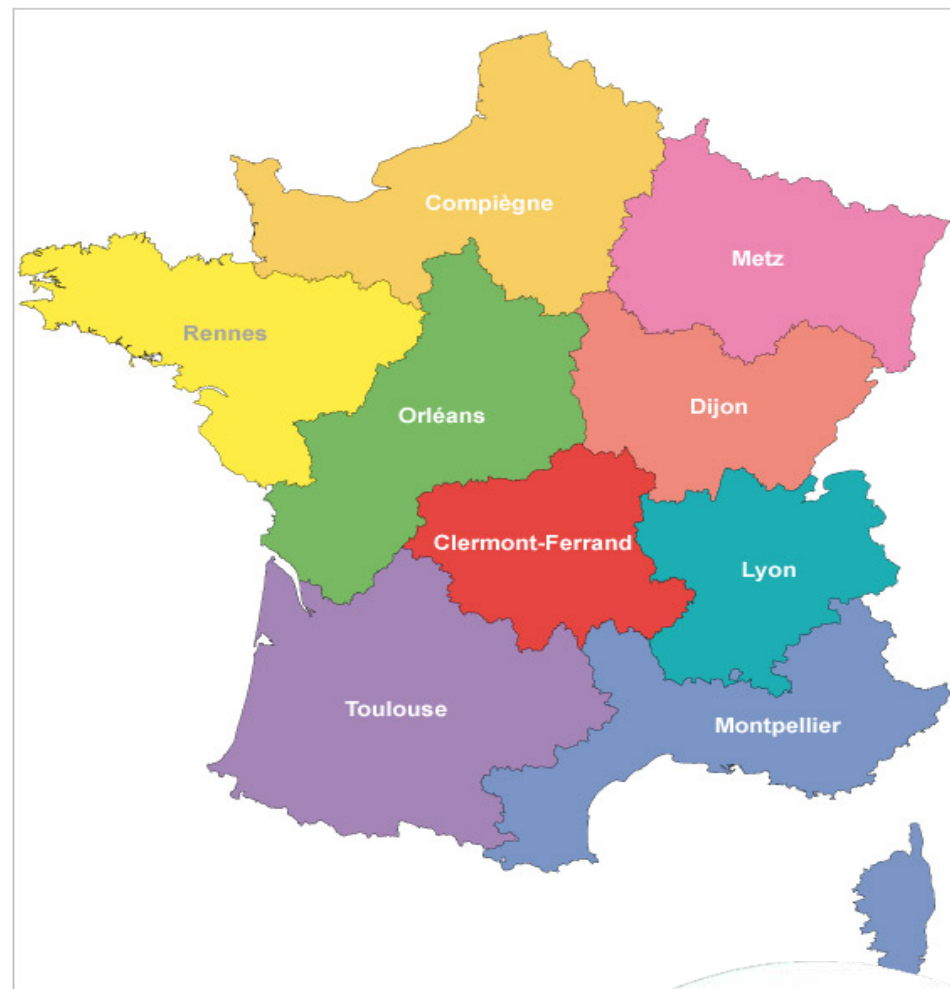 Compiègne
Metz
Rennes
Dijon
Orléans
Clermont-Ferrand
Lyon
Toulouse
Montpellier